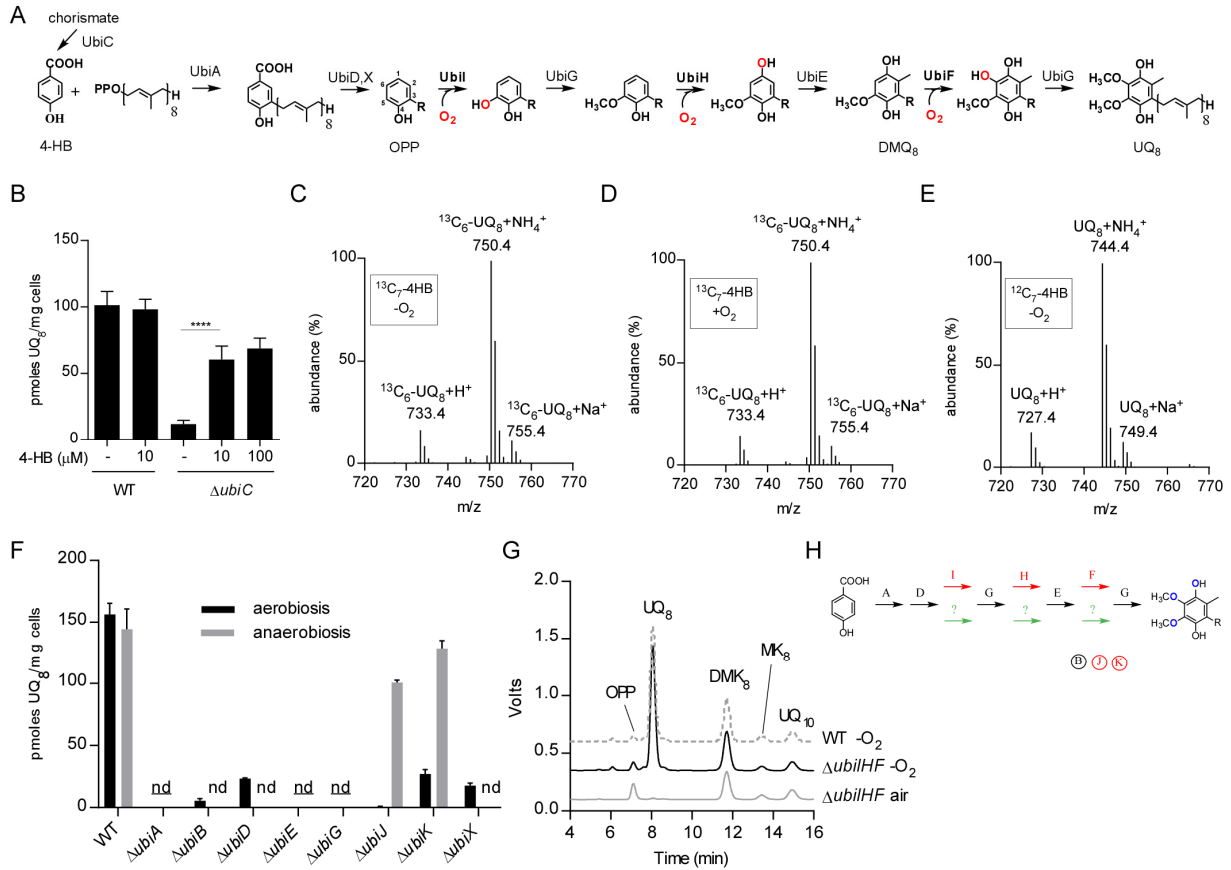 A
chorismate
UbiC
COOH
+
PPO
H
8
OH
4-HB
UbiA
COOH
H
8
OH
UbiD,X
1
2
3
4
5
6
R
OH
OPP
UbiI
O2
HO
R
OH
UbiG
H3CO
R
OH
UbiH
O2
OH
H3CO
R
OH
UbiE
OH
H3CO
R
OH
DMQ8
UbiF
O2
OH
HO
H3CO
R
OH
UbiG
OH
H3CO
H3CO
H
8
OH
UQ8
B
pmoles UQ8/mg cells
150
100
50
0
****
4-HB (µM)
- 10 - 10 100
WT
ΔubiC
C
13C6-UQ8+NH4+
750.4
13C7-4HB
-O2
13C6-UQ8+H+
733.4
13C6-UQ8+Na+
755.4
abundance (%)
100
50
0
720 730 740 750 760 770
m/z
D
13C6-UQ8+NH4+
750.4
13C7-4HB
+O2
13C6-UQ8+H+
733.4
13C6-UQ8+Na+
755.4
abundance (%)
100
50
0
720 730 740 750 760 770
m/z
E
UQ8+NH4+
744.4
12C7-4HB
-O2
UQ8+H+
727.4
UQ8+Na+
749.4
abundance (%)
100
50
0
720 730 740 750 760 770
m/z
F
pmoles UQ8/mg cells
200
150
100
50
0
aerobiosis
anaerobiosis
nd nd nd nd nd nd
WT ΔubiA ΔubiB ΔubiD ΔubiE ΔubiG ΔubiJ ΔubiK ΔubiX
G
Volts
2.0
1.5
1.0
0.5
0.0
UQ8
OPP
DMK8
MK8
UQ10
WT -O2
ΔubiIHF -O2
ΔubiIHF air
4 6 8 10 12 14 16
Time (min)
H
COOH
OH
A D I G H E F G
? ? ?
OH
H3CO
H3CO
R
OH
B J K